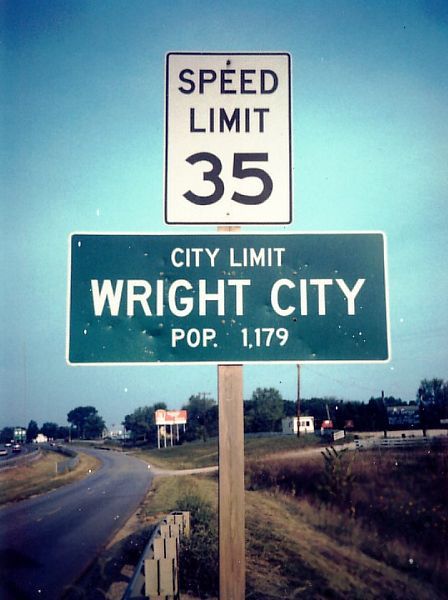 SPEED
LIMIT
35
CITY LIMIT
WRIGHT CITY
POP. 1,179